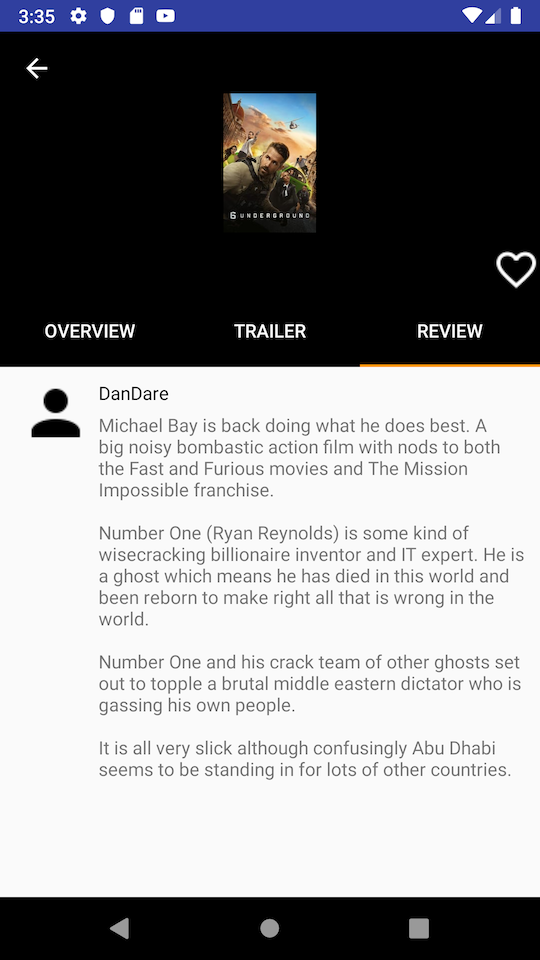 3:35
6 UNDERGROUND
OVERVIEW TRAILER REVIEW
DanDare
Michael Bay is back doing what he does best. A
big noisy bombastic action film with nods to both
the Fast and Furious movies and The Mission
Impossible franchise.
Number One (Ryan Reynolds) is some kind of
wisecracking billionaire inventor and IT expert. He is
a ghost which means he has died in this world and
been reborn to make right all that is wrong in the
world.
Number One and his crack team of other ghosts set
out to topple a brutal middle eastern dictator who is
gassing his own people.
It is all very slick although confusingly Abu Dhabi
seems to be standing in for lots of other countries.